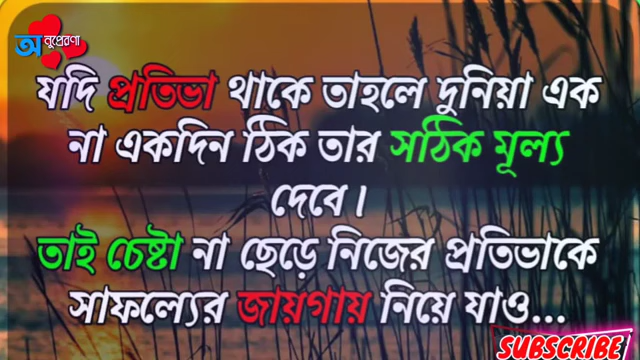 অনুপ্রেরণা
যদি প্রতিভা থাকে তাহলে দুনিয়া এক
না একদিন ঠিক তার সঠিক মূল্য
দেবে।
তাই চেষ্টা না ছেড়ে নিজের প্রতিভাকে
সাফল্যের জায়গায় নিয়ে যাও...
SUBSCRIBE